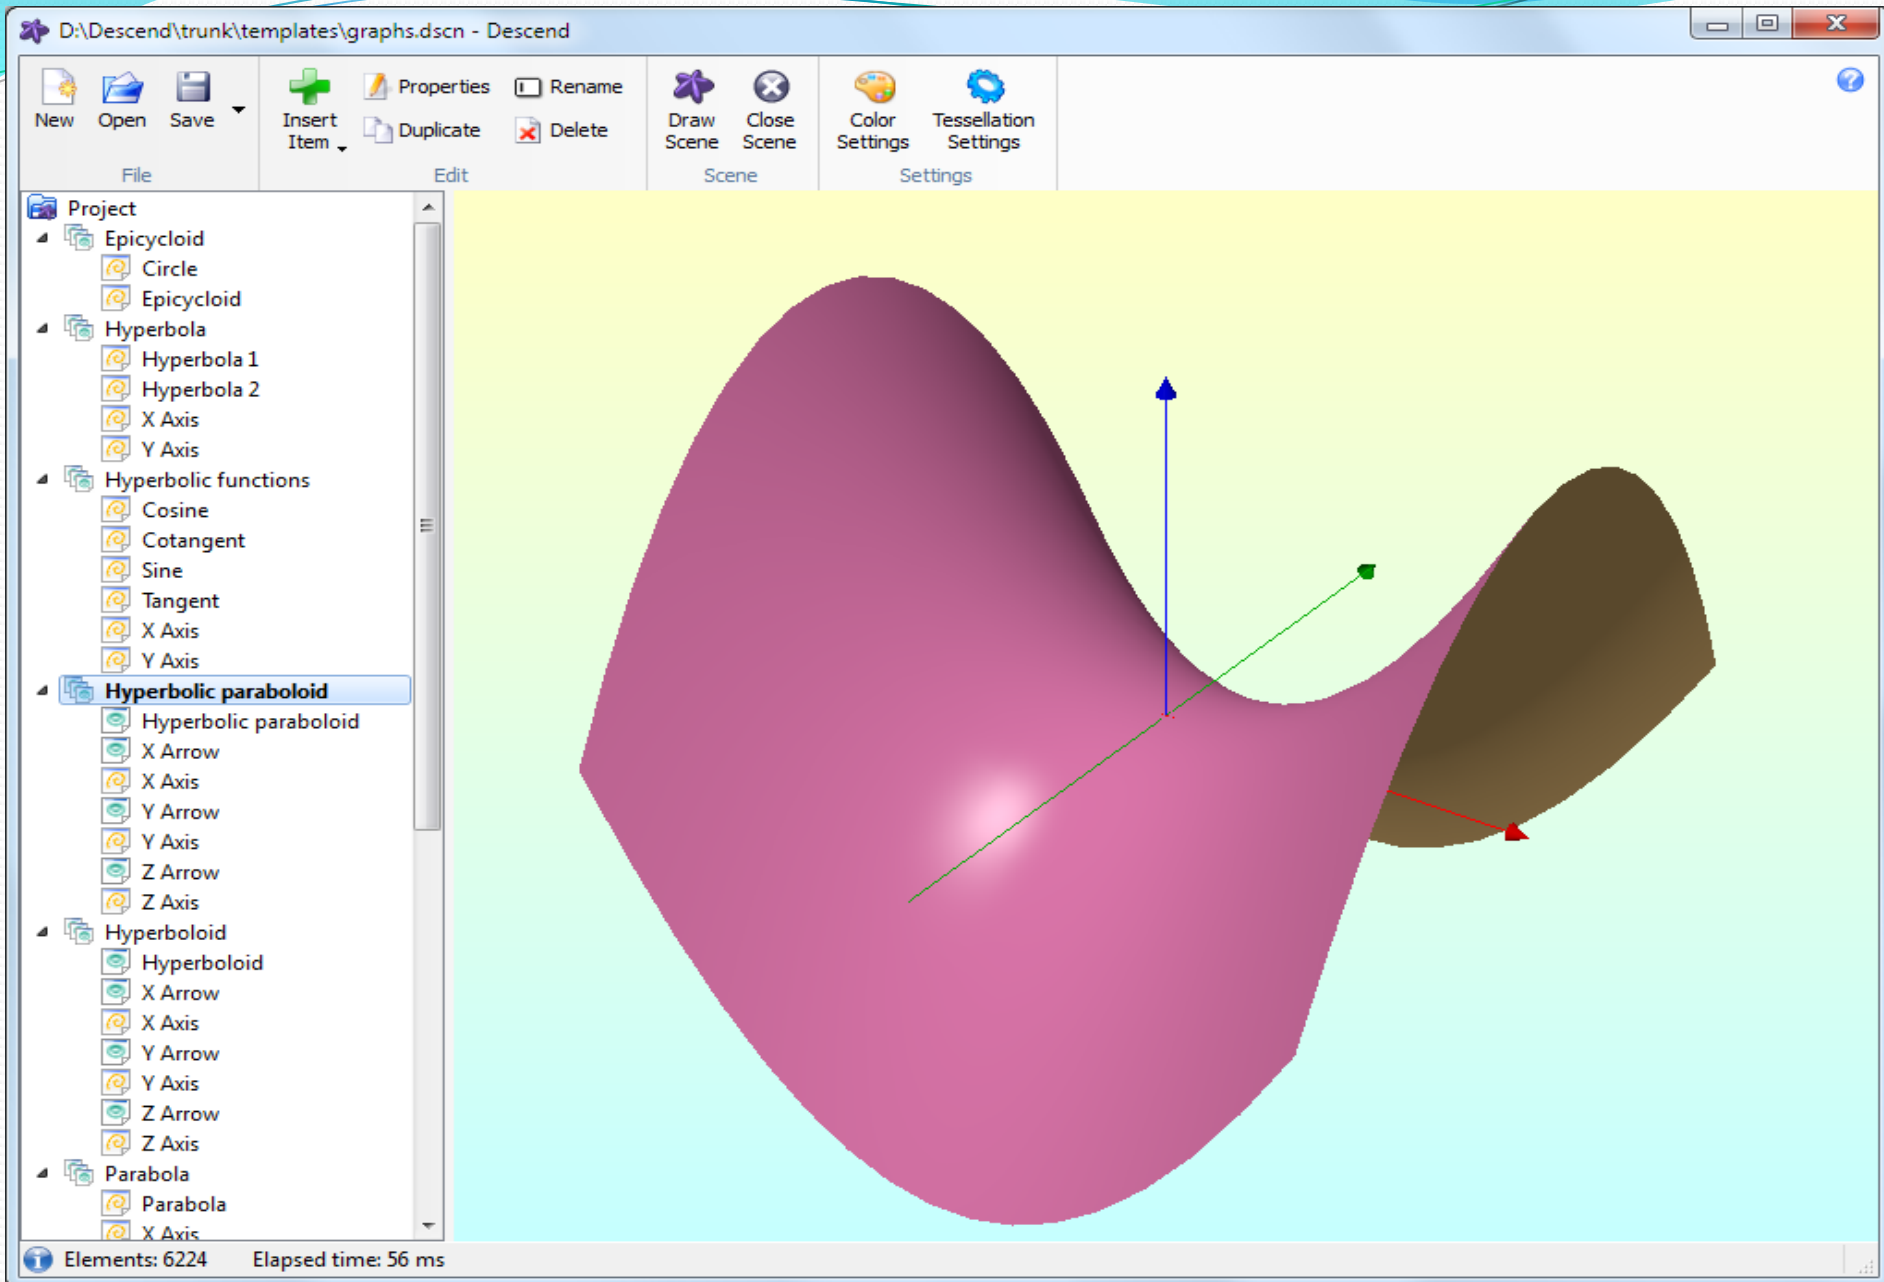 D:\Descend\trunk\templates\graphs.dscn - Descend
New Open Save Insert Item Properties Rename Duplicate Delete Draw Scene Close Scene Color Settings Tessellation Settings
File Edit Scene Settings
Project
Epicycloid
Circle
Epicycloid
Hyperbola
Hyperbola 1
Hyperbola 2
X Axis
Y Axis
Hyperbolic functions
Cosine
Cotangent
Sine
Tangent
X Axis
Y Axis
Hyperbolic paraboloid
Hyperbolic paraboloid
X Arrow
X Axis
Y Arrow
Y Axis
Z Arrow
Z Axis
Hyperboloid
Hyperboloid
X Arrow
X Axis
Y Arrow
Y Axis
Z Arrow
Z Axis
Parabola
Parabola
X Axis
Elements: 6224 Elapsed time: 56 ms